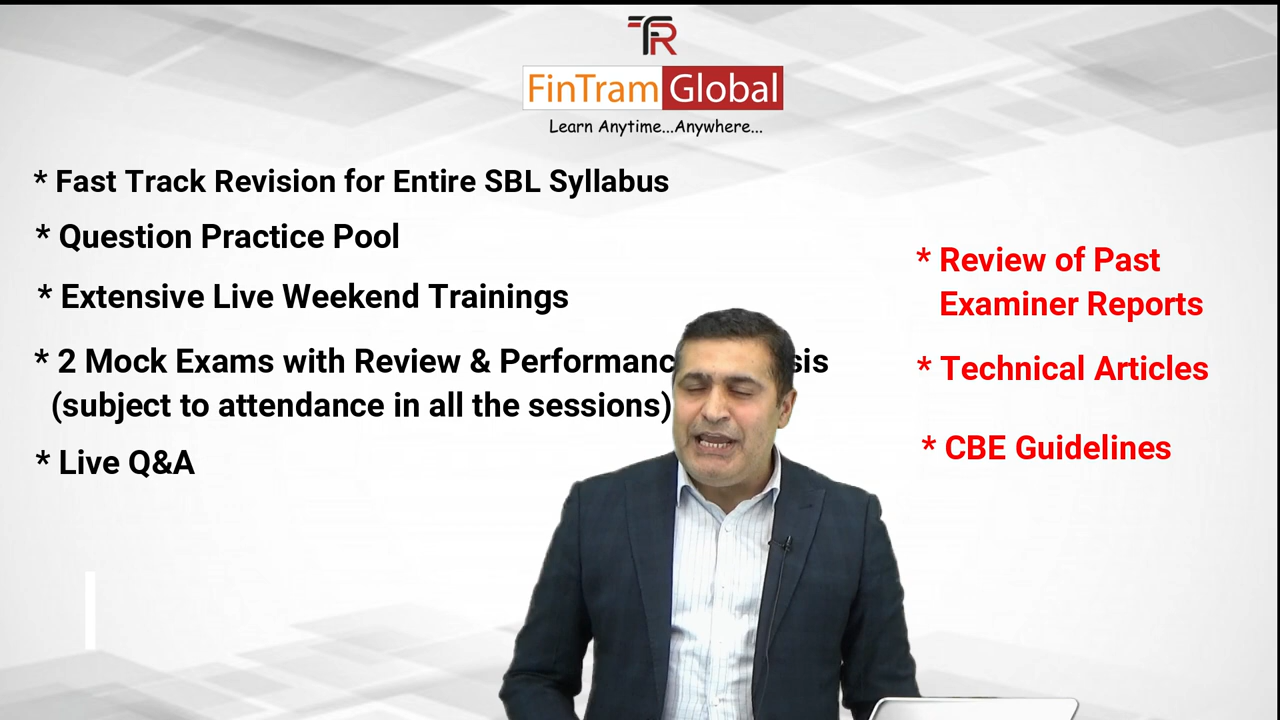 TFR
FinTram Global
Learn Anytime...Anywhere...
* Fast Track Revision for Entire SBL Syllabus
* Question Practice Pool
* Extensive Live Weekend Trainings
* 2 Mock Exams with Review &
(subject to attendance in all the sessions)
* Live Q&A
* Review of Past
Examiner Reports
* Technical Articles
* CBE Guidelines